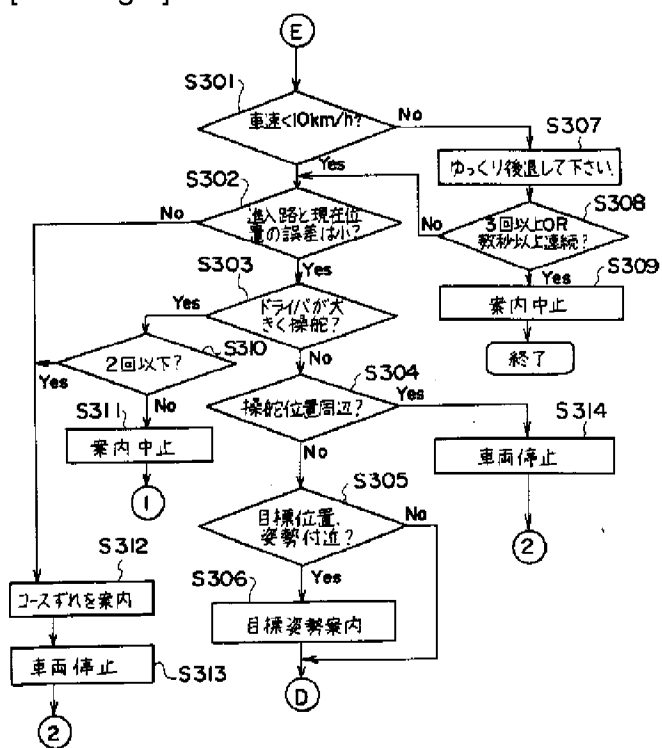 E
S301
車速<10km/h?
No
S307
ゆっくり後退して下さい
Yes
S302
進入路と現在位
置の誤差は小?
No
S308
3回以上OR
数秒以上連続?
No
Yes
S309
案内中止
終了
S303
Yes
ドライバが大
きく操舵?
Yes
No
S310
2回以下?
Yes
No
S311
案内中止
1
S304
操舵位置周辺?
Yes
S314
車両停止
2
No
S305
目標位置、
姿勢付近?
No
Yes
S306
目標姿勢案内
D
S312
コースずれを案内
車両停止
S313
2